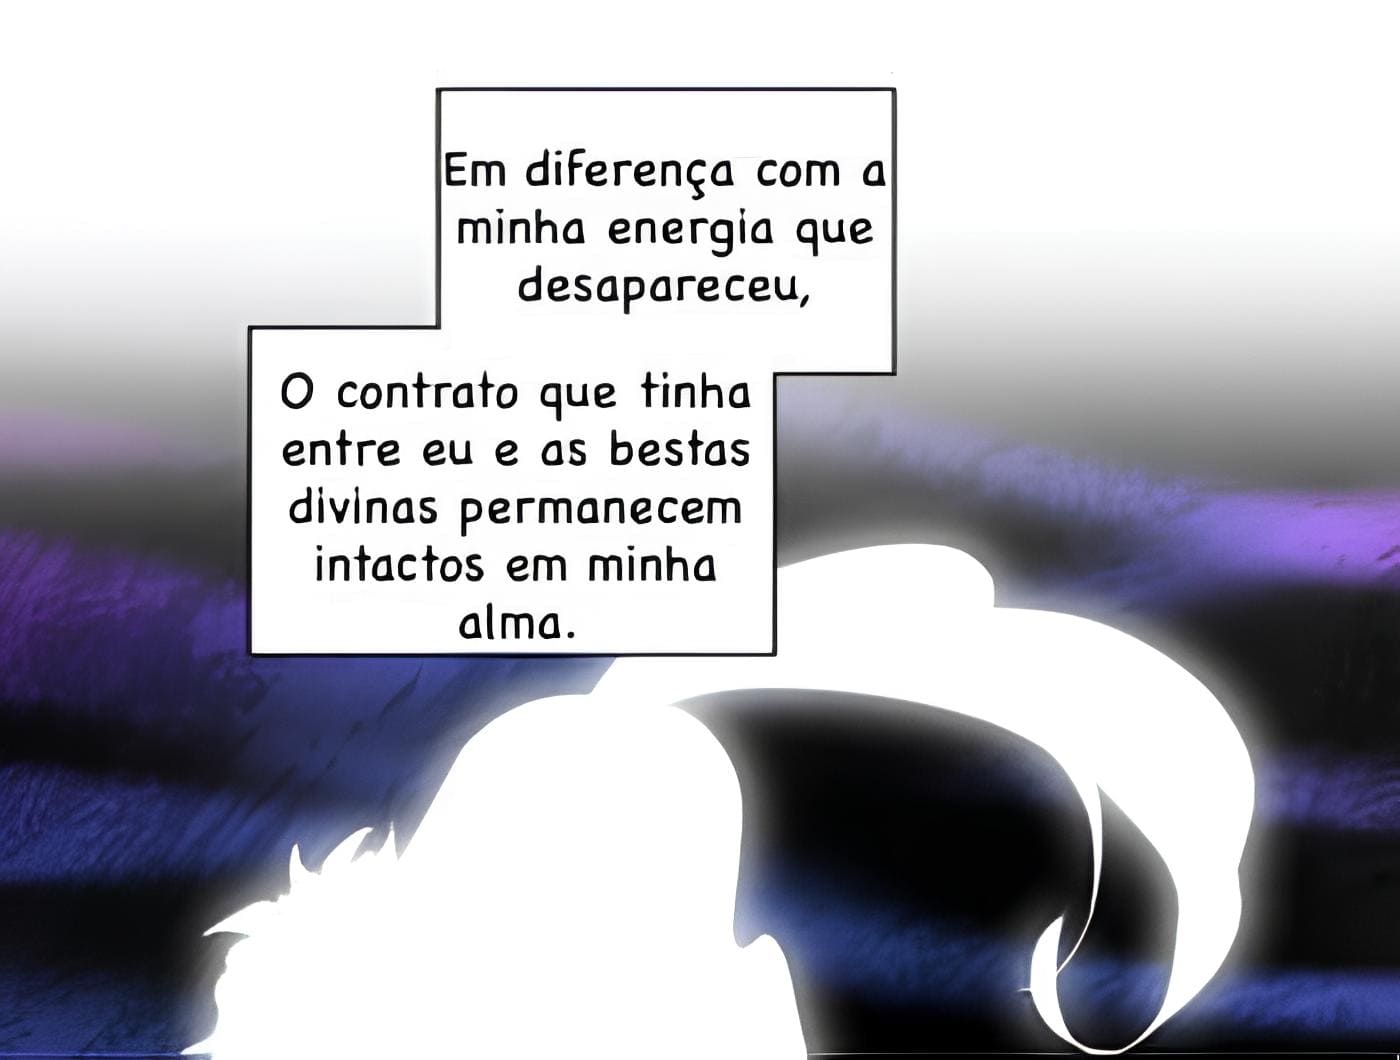 Em diferença com a
minha energia que
desapareceu,
O contrato que tinha
entre eu e as bestas
divinas permanecem
intactos em minha
alma.